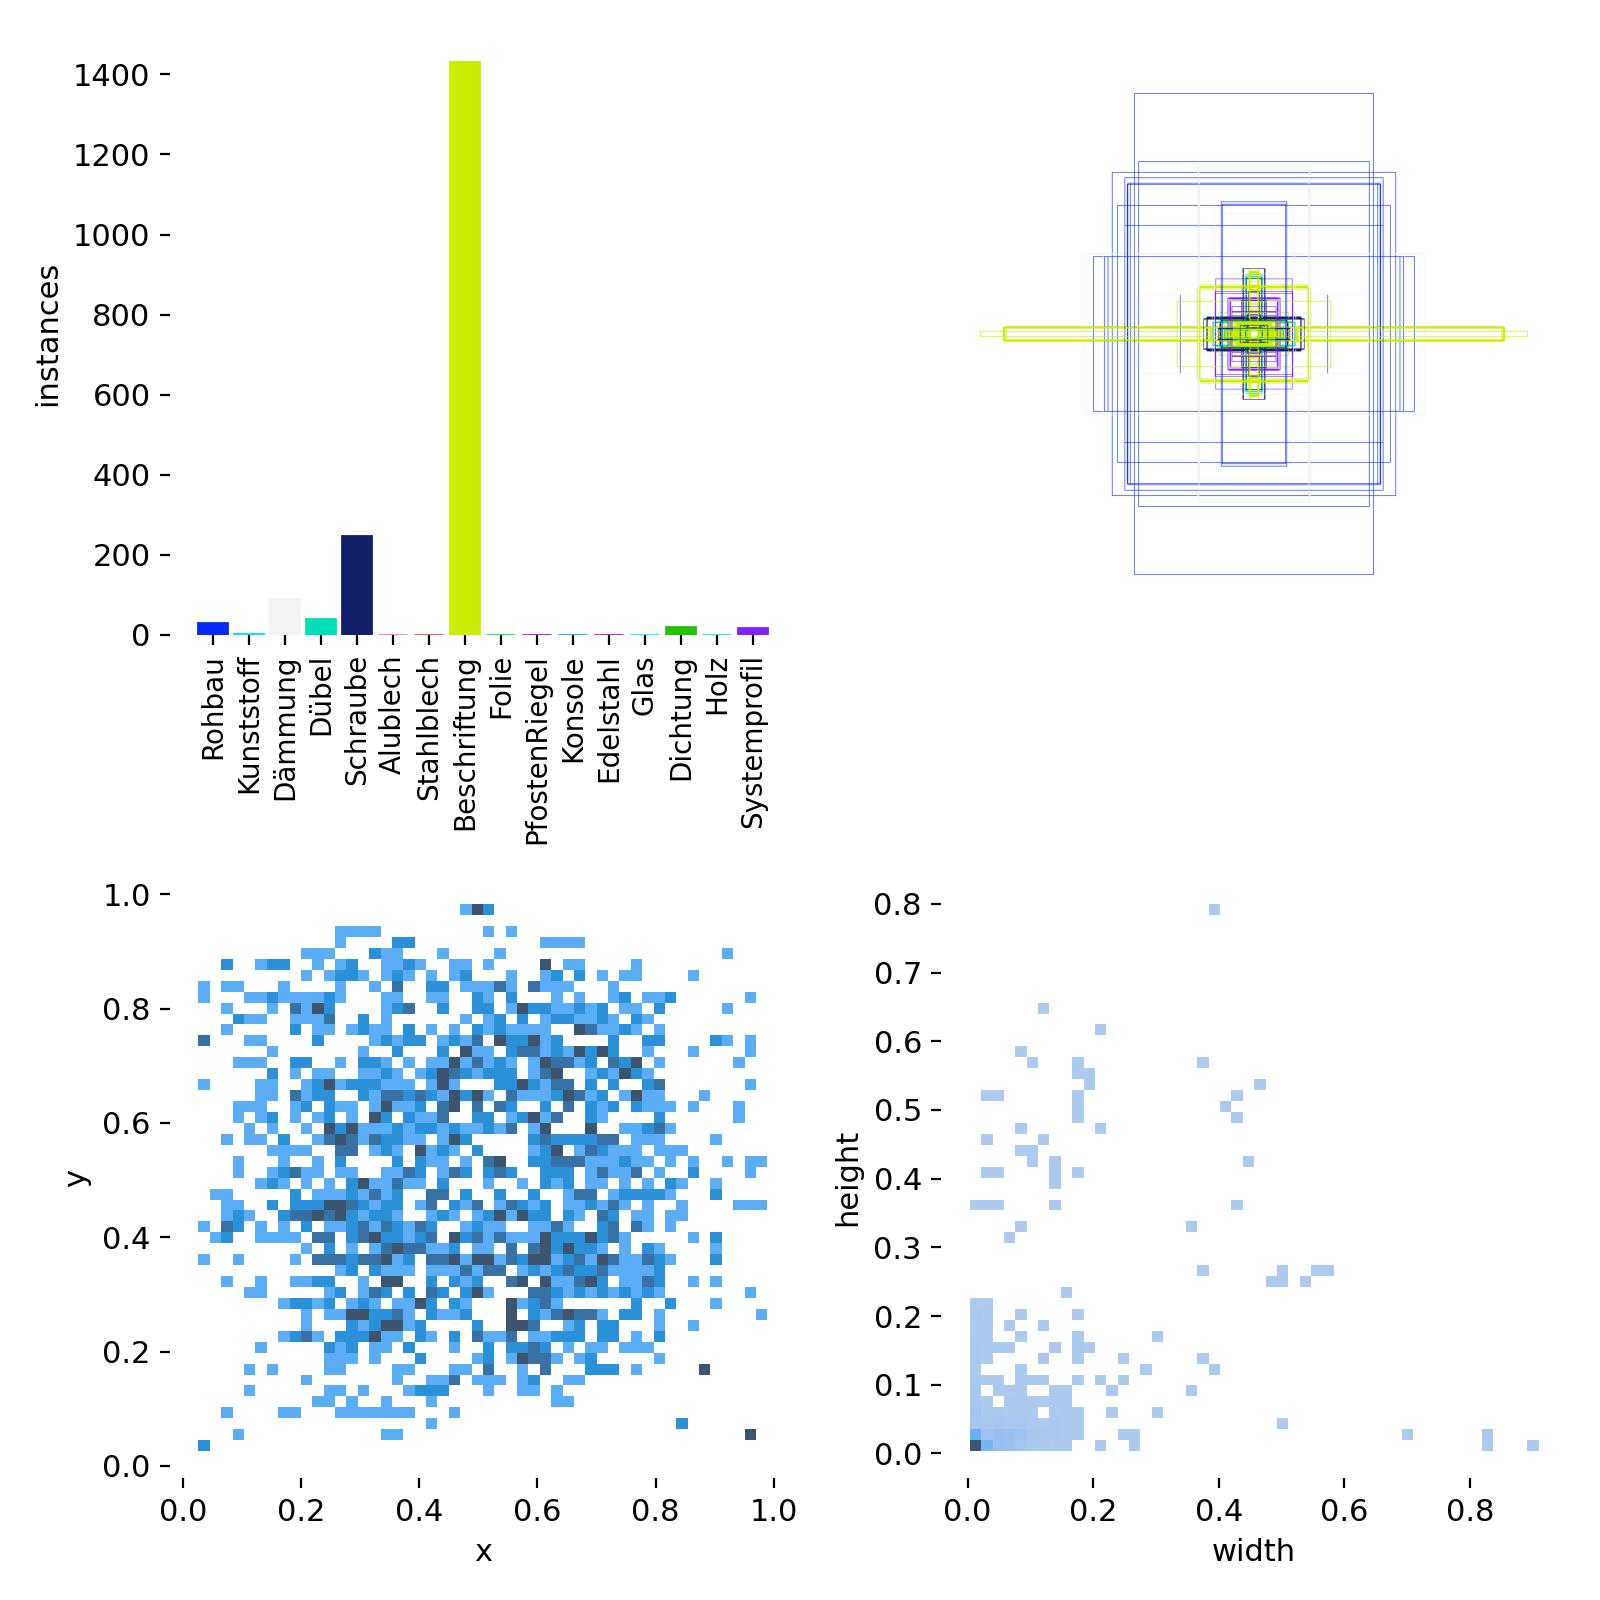 instances
1400
1200
1000
800
600
400
200
0
Rohbau
Kunststoff
Dämmung
Dübel
Schraube
Alublech
Stahlblech
Beschriftung
Folie
PfostenRiegel
Konsole
Edelstahl
Glas
Dichtung
Holz
Systemprofil
y
1.0
0.8
0.6
0.4
0.2
0.0
0.0 0.2 0.4 0.6 0.8 1.0
x
height
0.8
0.7
0.6
0.5
0.4
0.3
0.2
0.1
0.0
0.0 0.2 0.4 0.6 0.8
width